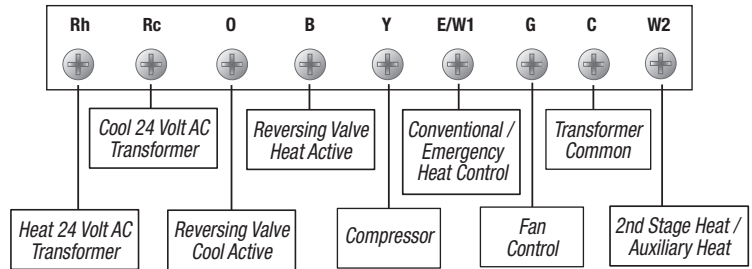 Rh Rc O B Y E/W1 G C W2
Cool 24 Volt AC
Transformer
Reversing Valve
Heat Active
Conventional /
Emergency
Heat Control
Transformer
Common
Heat 24 Volt AC
Transformer
Reversing Valve
Cool Active
Compressor
Fan
Control
2nd Stage Heat /
Auxiliary Heat